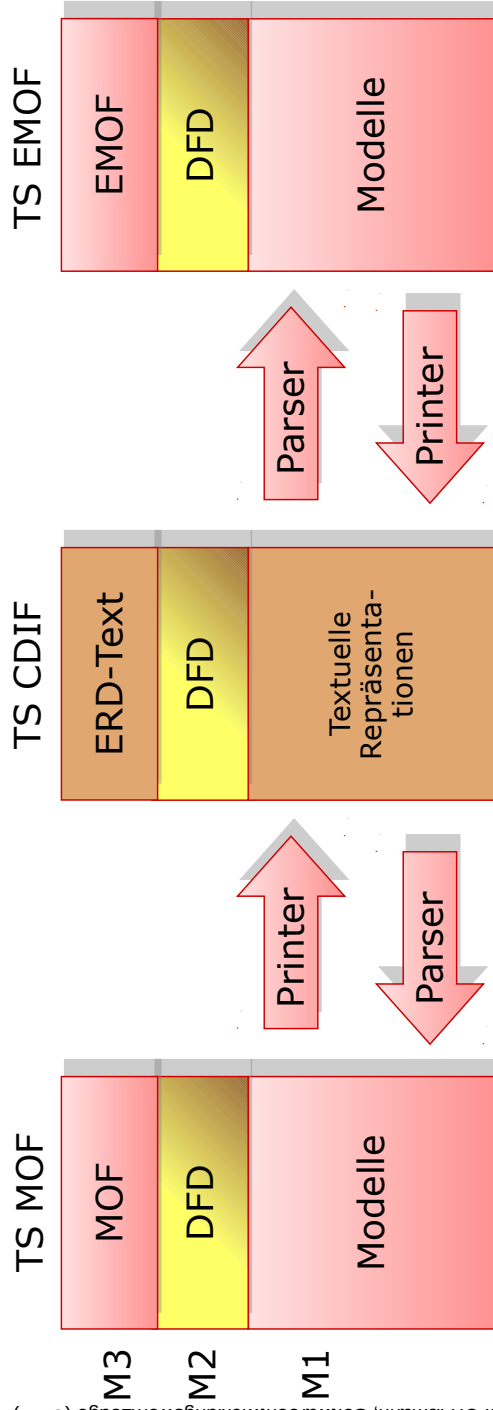 TS MOF
TS CDIF
TS EMOF
M3
MOF
ERD-Text
EMOF
M2
DFD
DFD
DFD
M1
Modelle
Printer
Parser
Textuelle
Repräsenta-
tionen
Parser
Printer
Modelle